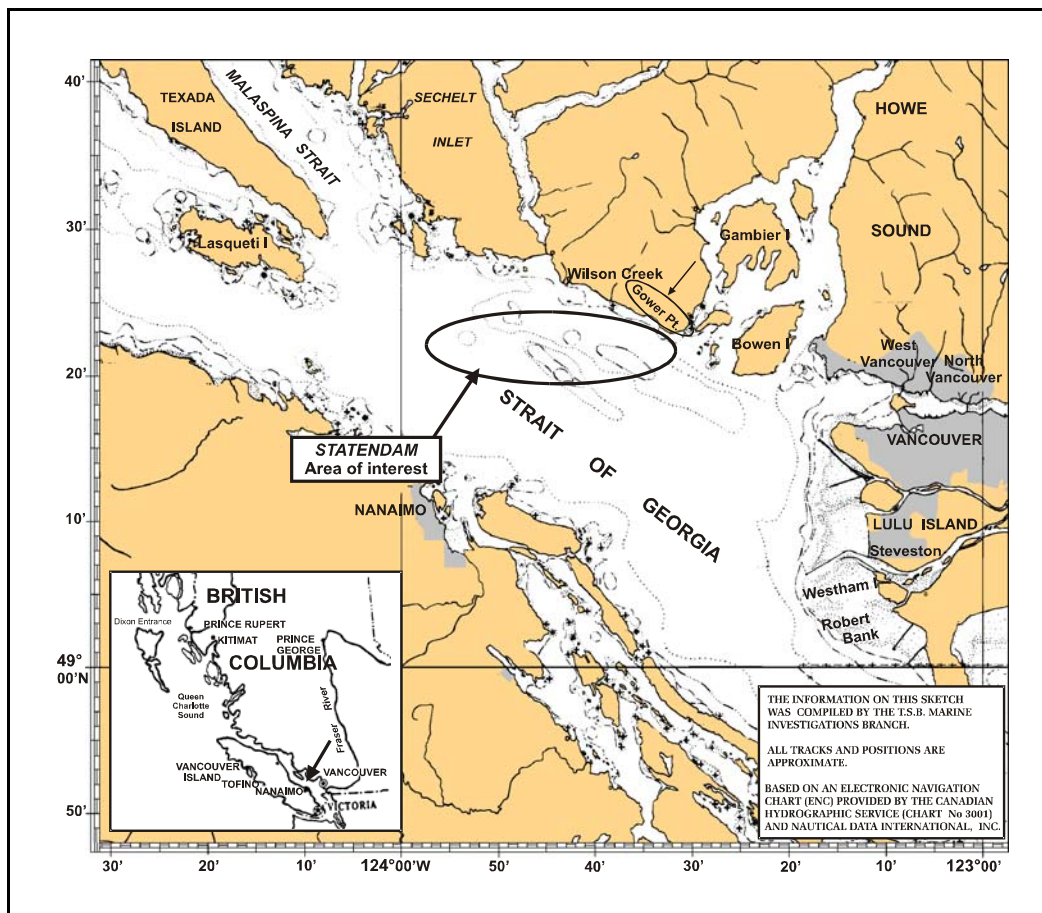 40'
30'
20'
10'
49°
00'N
50'
30'
20'
10'
124°00'W
50'
40'
30'
20'
10'
123°00'
TEXADA
ISLAND
MALASPINA STRAIT
SECHELT
INLET
HOWE
SOUND
Lasqueti I
Wilson Creek
Gower Pt.
Gambier I
Bowen I
West
Vancouver
North
Vancouver
VANCOUVER
STATENDAM
Area of interest
STRAIT
OF
GEORGIA
NANAIMO
LULU ISLAND
Steveston
Westham I
Robert
Bank
BRITISH
COLUMBIA
Dixon Entrance
PRINCE RUPERT
KITIMAT
PRINCE
GEORGE
Queen
Charlotte
Sound
Fraser River
VANCOUVER
ISLAND
TOFINO
NANAIMO
VANCOUVER
VICTORIA
THE INFORMATION ON THIS SKETCH
WAS COMPILED BY THE T.S.B. MARINE
INVESTIGATIONS BRANCH.
ALL TRACKS AND POSITIONS ARE
APPROXIMATE.
BASED ON AN ELECTRONIC NAVIGATION
CHART (ENC) PROVIDED BY THE CANADIAN
HYDROGRAPHIC SERVICE (CHART No 3001)
AND NAUTICAL DATA INTERNATIONAL, INC.